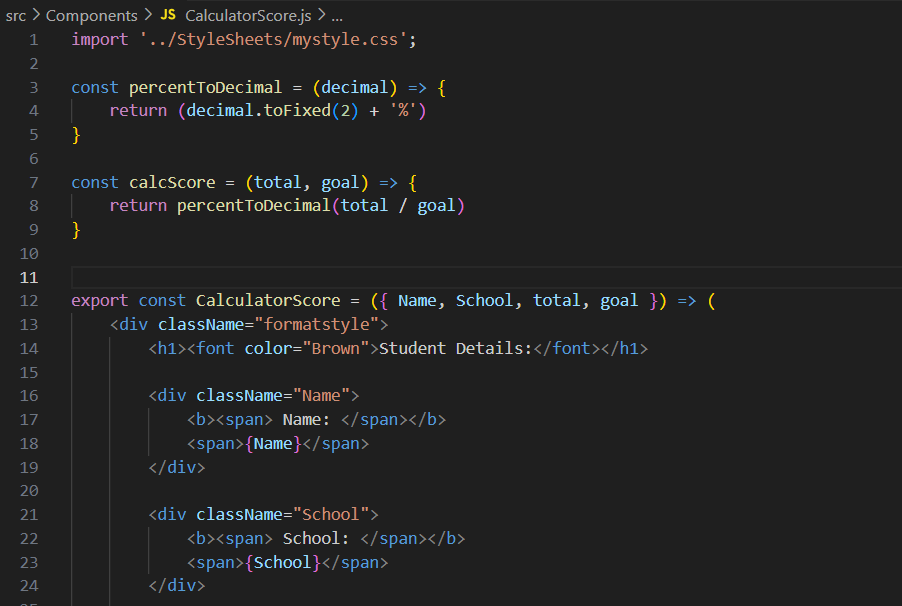 src > Components > JS CalculatorScore.js > ...
1 import '../StyleSheets/mystyle.css';
2
3 const percentToDecimal = (decimal) => {
4     return (decimal.toFixed(2) + '%')
5 }
6
7 const calcScore = (total, goal) => {
8     return percentToDecimal(total / goal)
9 }
10
11
12 export const CalculatorScore = ({ Name, School, total, goal }) => (
13     <div className="formatstyle">
14         <h1><font color="Brown">Student Details:</font></h1>
15
16         <div className="Name">
17             <b><span> Name: </span></b>
18             <span>{Name}</span>
19         </div>
20
21         <div className="School">
22             <b><span> School: </span></b>
23             <span>{School}</span>
24         </div>